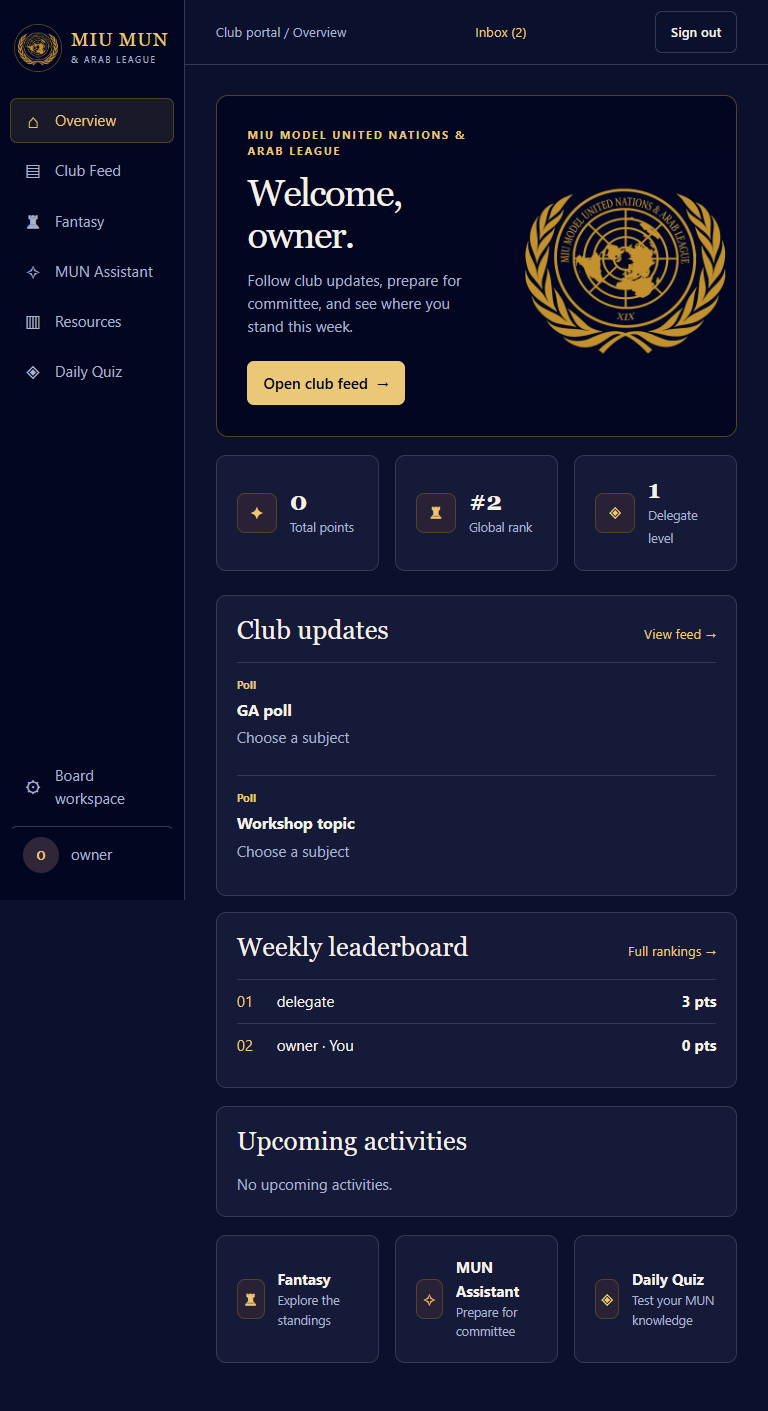 MIU MUN
& ARAB LEAGUE
Overview
Club Feed
Fantasy
MUN Assistant
Resources
Daily Quiz
Board
workspace
O
owner
Club portal / Overview
Inbox (2)
Sign out
MIU MODEL UNITED NATIONS &
ARAB LEAGUE
Welcome,
owner.
Follow club updates, prepare for
committee, and see where you
stand this week.
Open club feed →
MIU MODEL UNITED NATIONS & ARAB LEAGUE
XIX
0
Total points
#2
Global rank
1
Delegate
level
Club updates
View feed →
Poll
GA poll
Choose a subject
Poll
Workshop topic
Choose a subject
Weekly leaderboard
Full rankings →
01 delegate 3 pts
02 owner · You 0 pts
Upcoming activities
No upcoming activities.
Fantasy
Explore the
standings
MUN
Assistant
Prepare for
committee
Daily Quiz
Test your MUN
knowledge